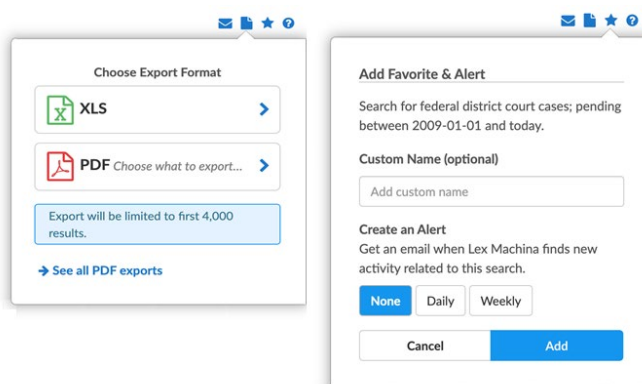 Choose Export Format
XLS
PDF Choose what to export...
Export will be limited to first 4,000
results.
See all PDF exports
Add Favorite & Alert
Search for federal district court cases; pending
between 2009-01-01 and today.
Custom Name (optional)
Add custom name
Create an Alert
Get an email when Lex Machina finds new
activity related to this search.
None Daily Weekly
Cancel Add